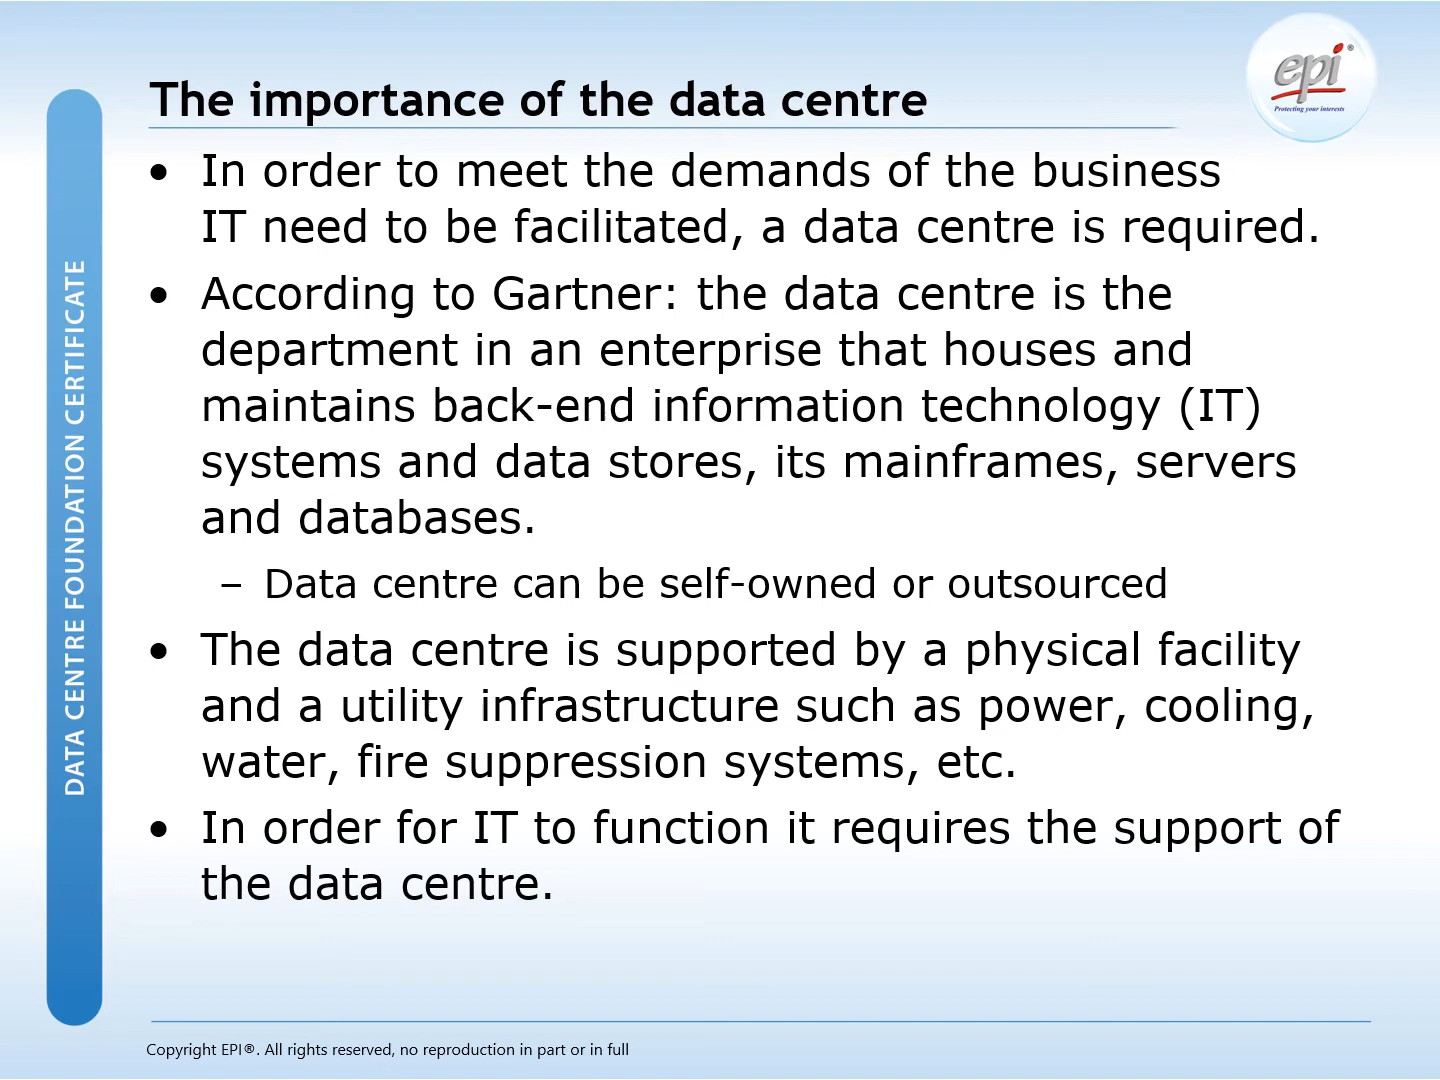 The importance of the data centre
epi®
Protecting your interests
DATA CENTRE FOUNDATION CERTIFICATE
• In order to meet the demands of the business
IT need to be facilitated, a data centre is required.
• According to Gartner: the data centre is the
department in an enterprise that houses and
maintains back-end information technology (IT)
systems and data stores, its mainframes, servers
and databases.
– Data centre can be self-owned or outsourced
• The data centre is supported by a physical facility
and a utility infrastructure such as power, cooling,
water, fire suppression systems, etc.
• In order for IT to function it requires the support of
the data centre.
Copyright EPI®. All rights reserved, no reproduction in part or in full